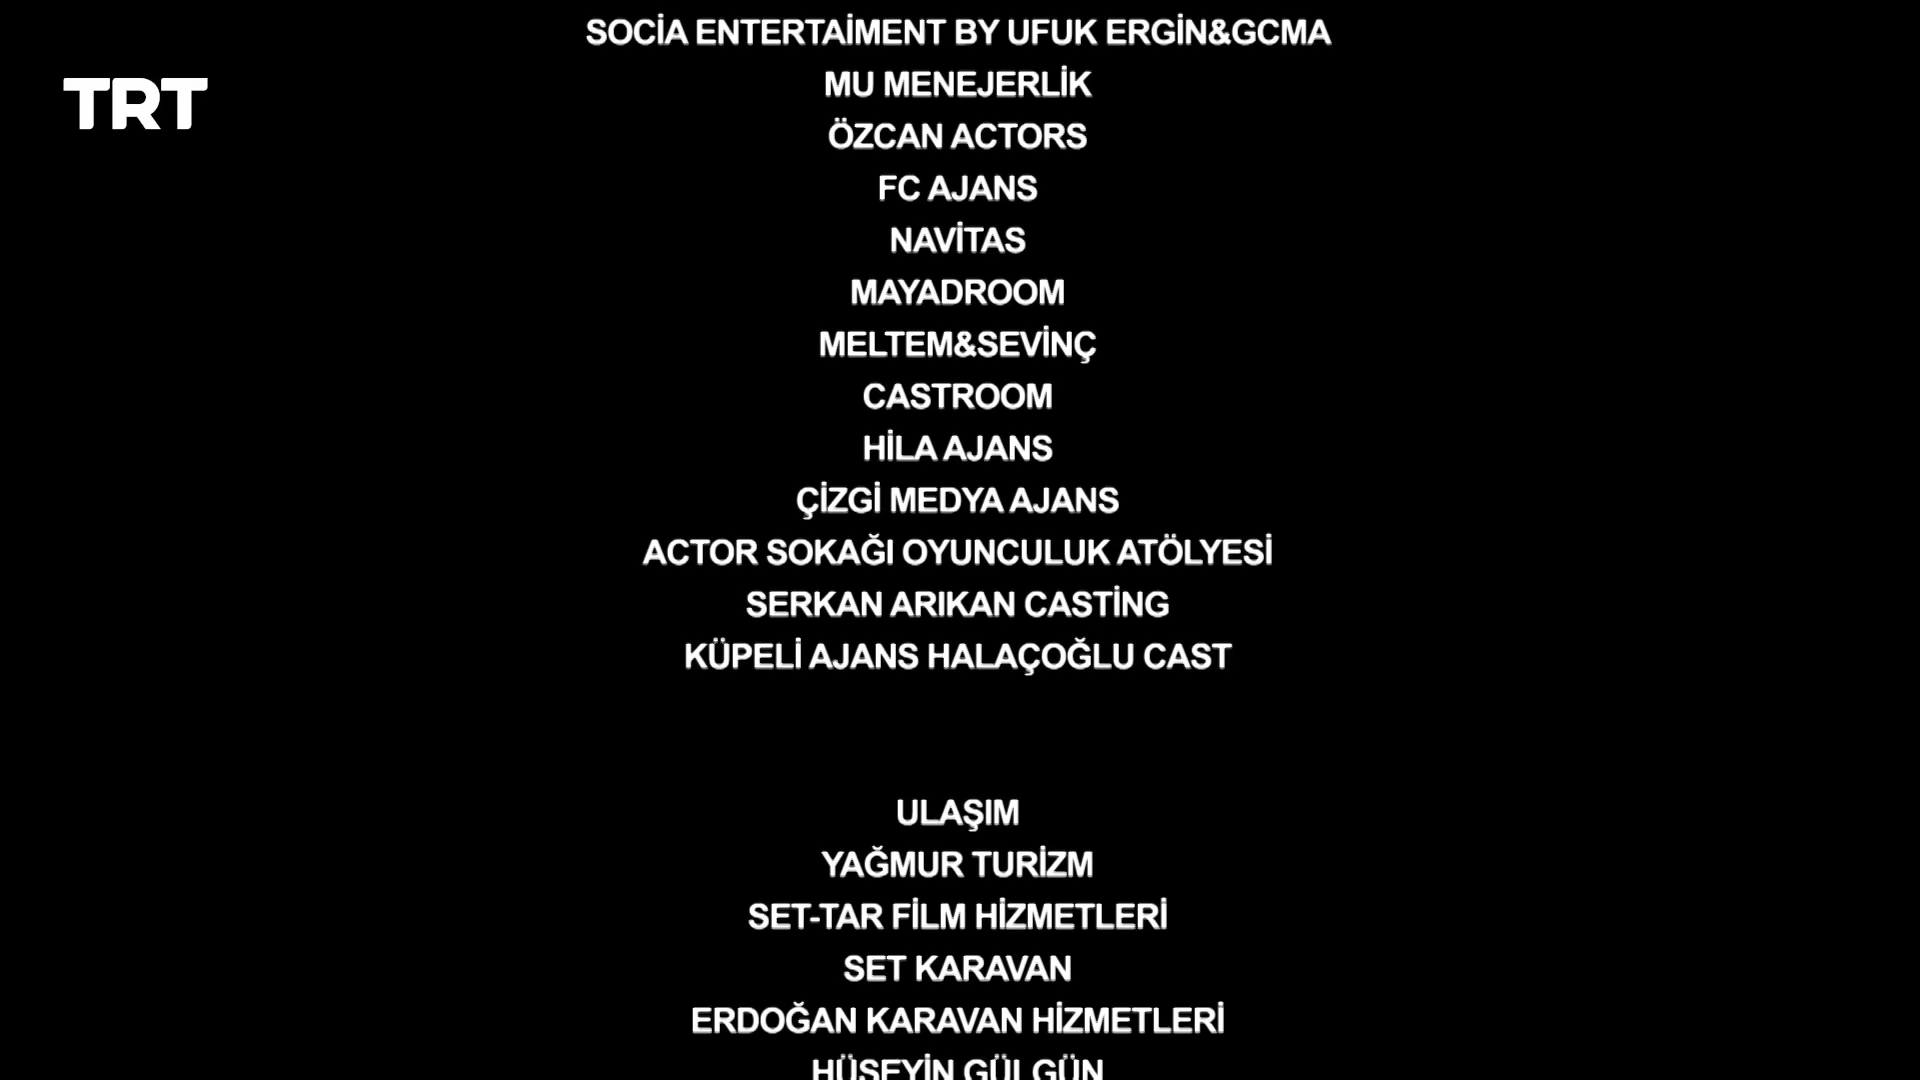 SOCİA ENTERTAİMENT BY UFUK ERGİN&GCMA
TRT
MU MENEJERLİK
ÖZCAN ACTORS
FC AJANS
NAVİTAS
MAYADROOM
MELTEM&SEVİNÇ
CASTROOM
HİLA AJANS
ÇİZGİ MEDYA AJANS
ACTOR SOKAĞI OYUNCULUK ATÖLYESİ
SERKAN ARIKAN CASTİNG
KÜPELİ AJANS HALAÇOĞLU CAST
ULAŞIM
YAĞMUR TURİZM
SET-TAR FİLM HİZMETLERİ
SET KARAVAN
ERDOĞAN KARAVAN HİZMETLERİ
HÜSEYİN GÜLGÜN